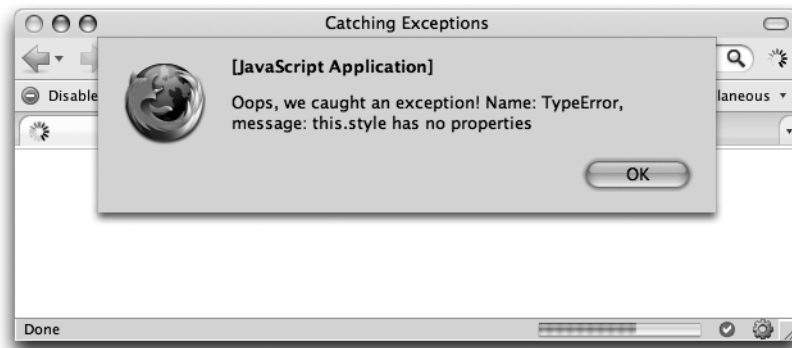 Catching Exceptions
[JavaScript Application]
Oops, we caught an exception! Name: TypeError,
message: this.style has no properties
Disable
laneous
OK
Done